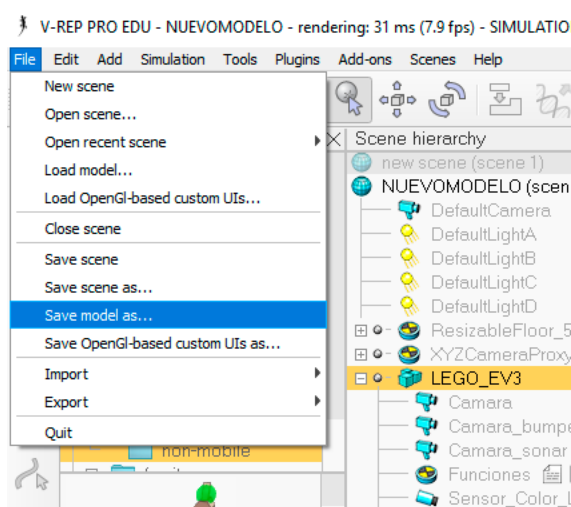 V-REP PRO EDU - NUEVOMODELO - rendering: 31 ms (7.9 fps) - SIMULATIO
File Edit Add Simulation Tools Plugins Add-ons Scenes Help
New scene
Open scene...
Open recent scene
Load model...
Load OpenGl-based custom UIs...
Close scene
Save scene
Save scene as...
Save model as...
Save OpenGl-based custom UIs as...
Import
Export
Quit
non-mobile
Scene hierarchy
new scene (scene 1)
NUEVOMODELO (scen
DefaultCamera
DefaultLightA
DefaultLightB
DefaultLightC
DefaultLightD
ResizableFloor_5
XYZCameraProxy
LEGO_EV3
Camara
Camara_bumpe
Camara_sonar
Funciones
Sensor_Color_L